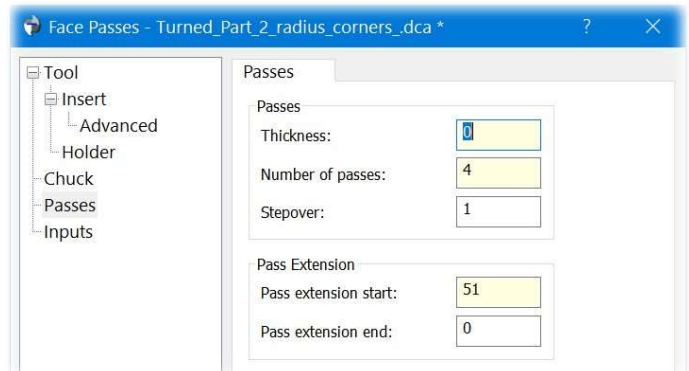 Face Passes - Turned_Part_2_radius_corners_.dca * ? ×
Tool
Insert
Advanced
Holder
Chuck
Passes
Inputs
Passes
Passes
Thickness: 0
Number of passes: 4
Stepover: 1
Pass Extension
Pass extension start: 51
Pass extension end: 0